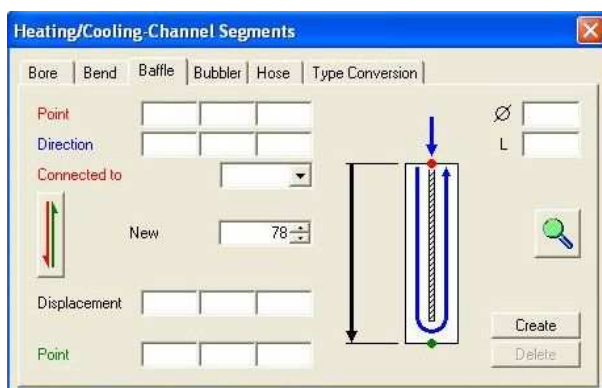 Heating/Cooling-Channel Segments
Bore Bend Baffle Bubbler Hose Type Conversion
Point Ø
Direction L
Connected to
New 78
Displacement
Create
Point Delete